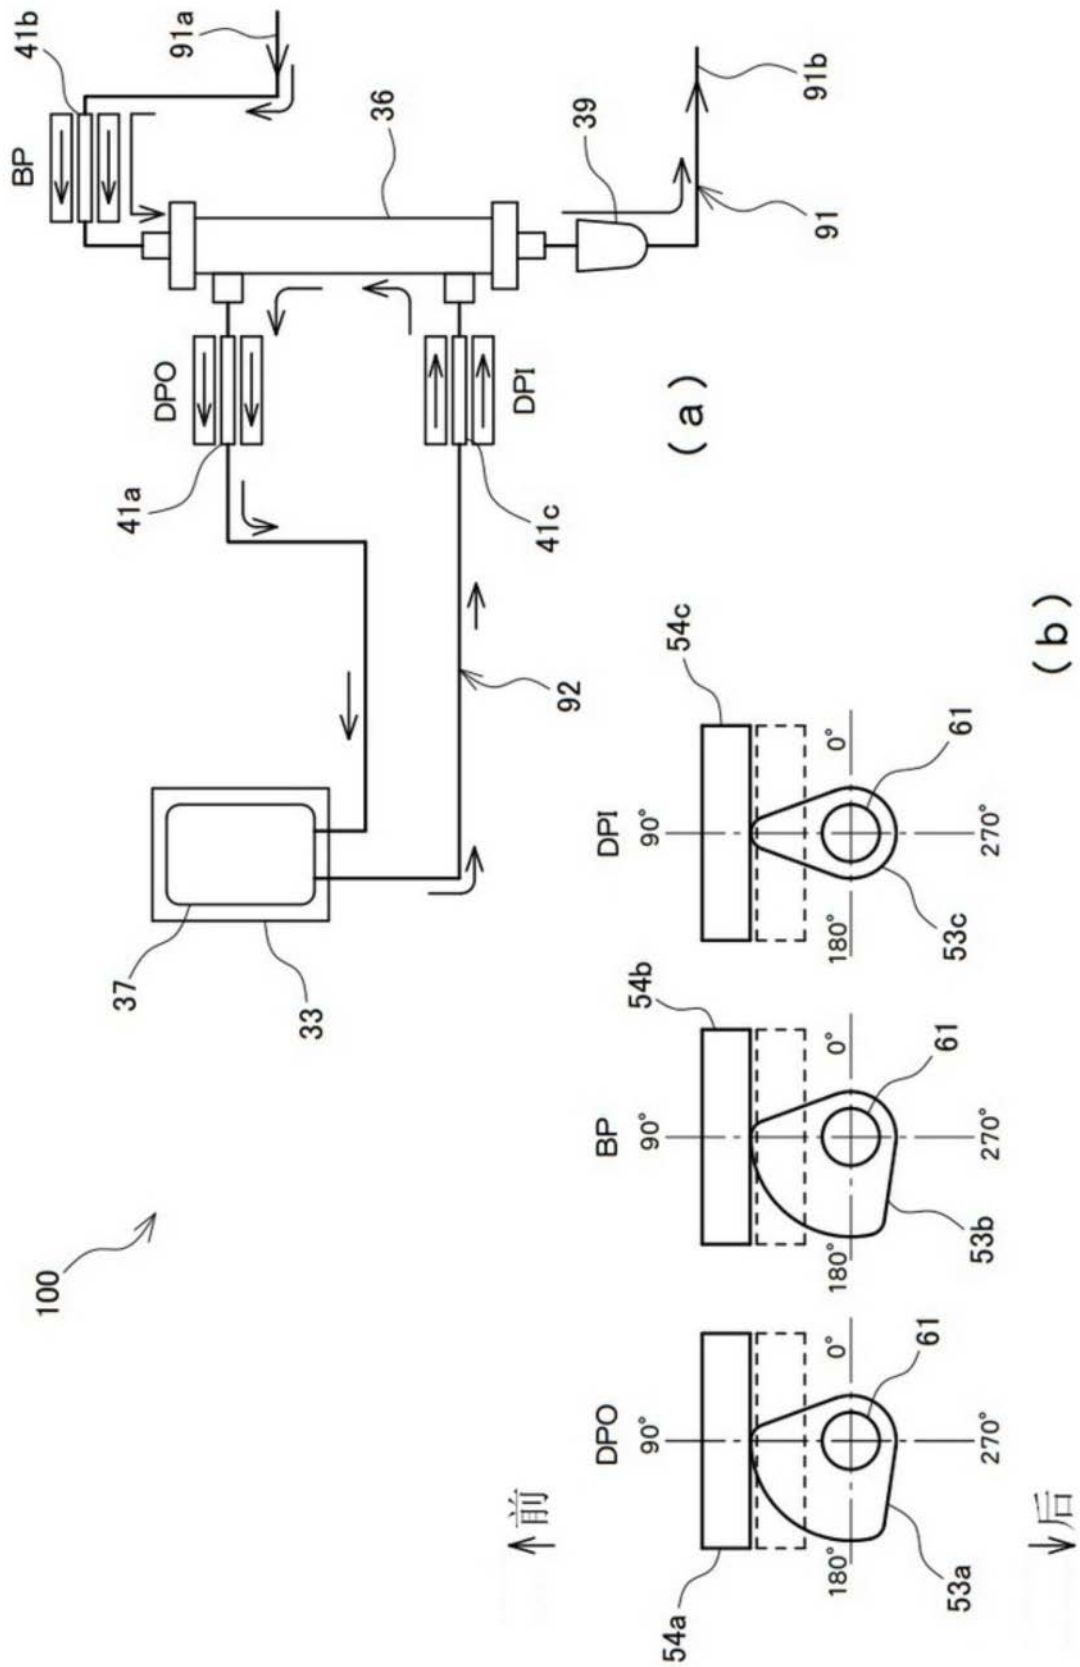 100
BP
41b
37
41a
DPO
91a
33
36
DPI
41c
92
39
(a)
91b
91
前
DPO
BP
DPI
90°
90°
90°
54a
54b
54c
180°
0°
180°
0°
180°
0°
61
61
61
53a
270°
53b
270°
53c
270°
后
(b)